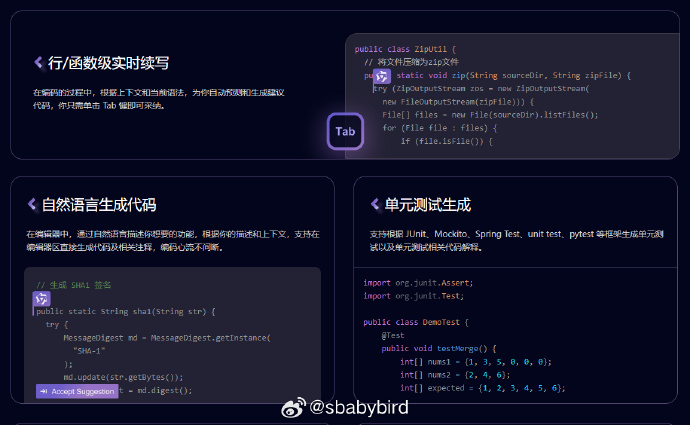 行/函数级实时续写
在编码的过程中，根据上下文和当前语法，为你自动预测和生成建议
代码，你只需单击 Tab 键即可采纳。
public class ZipUtil {
// 将文件压缩为zip文件
static void zip(String sourceDir, String zipFile) {
try (ZipOutputStream zos = new ZipOutputStream(
new FileOutputStream(zipFile))) {
File[] files = new File(sourceDir).listFiles();
for (File file : files) {
if (file.isFile()) {
Tab
自然语言生成代码
在编辑器中，通过自然语言描述你想要的功能，根据你的描述和上下文，支持在
编辑器区直接生成代码及相关注释，编码心流不间断。
// 生成 SHA1 签名
public static String sha1(String str) {
try {
MessageDigest md = MessageDigest.getInstance(
"SHA-1"
);
md.update(str.getBytes());
Accept Suggestion
t = md.digest();
单元测试生成
支持根据 JUnit、Mockito、Spring Test、unit test、pytest 等框架生成单元测
试以及单元测试相关代码解释。
import org.junit.Assert;
import org.junit.Test;
public class DemoTest {
@Test
public void testMerge() {
int[] nums1 = {1, 3, 5, 0, 0, 0};
int[] nums2 = {2, 4, 6};
int[] expected = {1, 2, 3, 4, 5, 6};
@sbabybird